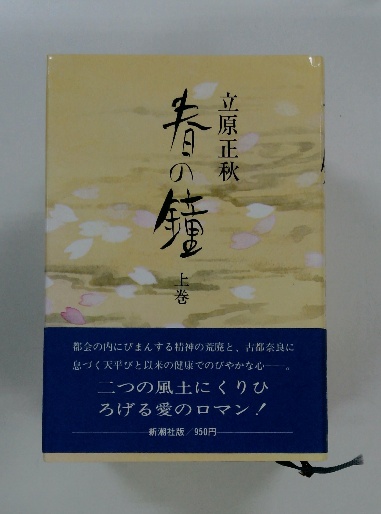 立原正秋
春の鐘
上巻
都会の内にびまんする精神の荒廃と、古都奈良に
息づく天平びと以来の健康でのびやかな心──。
二つの風土にくりひ
ろげる愛のロマン！
新潮社版／950円